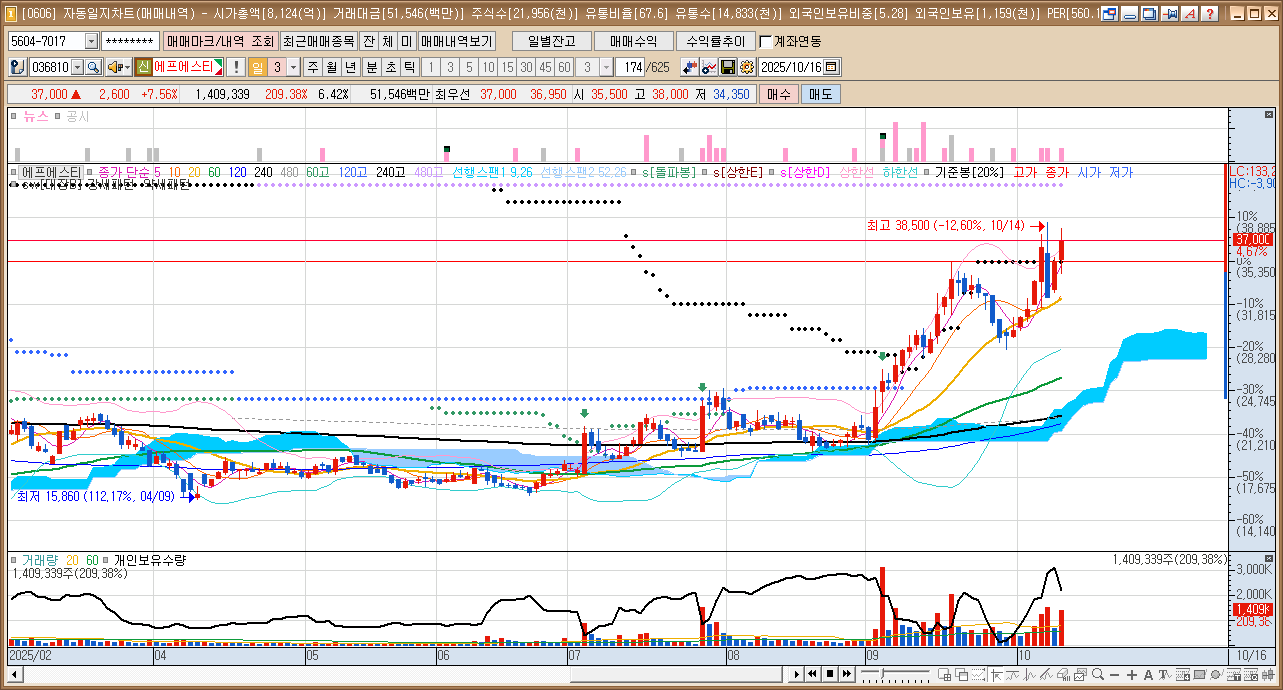 [0606] 자동일지차트(매매내역) - 시가총액[8,124(억)] 거래대금[51,546(백만)] 주식수[21,956(천)] 유통비율[67.6] 유통수[14,833(천)] 외국인보유비중[5.28] 외국인보유[1,159(천)] PER[560.1
5604-7017 ******** 매매마크/내역 조회 최근매매종목 잔 체 미 매매내역보기 일별잔고 매매수익 수익률추이 계좌연동
036810 신 에프에스티 ! 일 3 주 월 년 분 초 틱 1 3 5 10 15 30 45 60 3 174 /625 2025/10/16
37,000 ▲ 2,600 +7.56% 1,409,339 209.38% 6.42% 51,546백만 최우선 37,000 36,950 시 35,500 고 38,000 저 34,350 매수 매도
뉴스 공시
에프에스티 종가 단순 5 10 20 60 120 240 480 60고 120고 240고 480고 선행스팬1 9,26 선행스팬2 52,26 s[돌파봉] s[상한E] s[상한D] 상한선 하한선 기준봉[20%] 고가 종가 시가 저가
LC:133,2
HC:-3,90
최고 38,500 (-12,60%, 10/14)
10%
(38,885
37,000
4.67%
0%
(35,350
-10%
(31,815
-20%
(28,280
-30%
(24,745
-40%
(21,210
-50%
(17,675
-60%
(14,140
최저 15,860 (112,17%, 04/09)
거래량 20 60 개인보유수량
1,409,339주(209,38%)
1,409,339주(209,38%)
3,000K
2,000K
1,409K
209,3%
2025/02 04 05 06 07 08 09 10 10/16